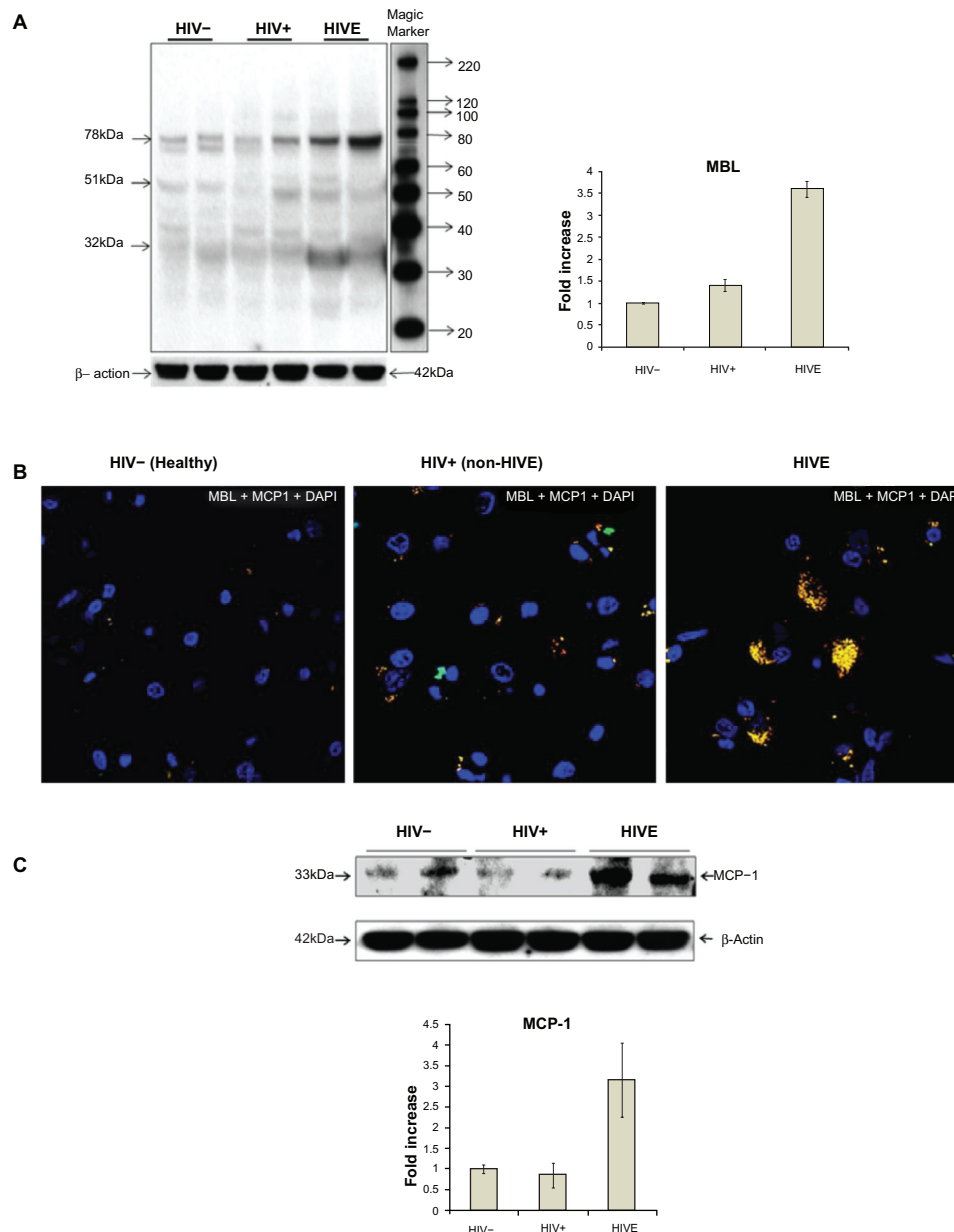 A
HIV−
HIV+
HIVE
Magic
Marker
220
120
100
78kDa
80
60
51kDa
50
40
32kDa
30
20
β− action
42kDa
MBL
Fold increase
4
3.5
3
2.5
2
1.5
1
0.5
0
HIV−
HIV+
HIVE
B
HIV− (Healthy)
HIV+ (non-HIVE)
HIVE
MBL + MCP1 + DAPI
MBL + MCP1 + DAPI
MBL + MCP1 + DAP
C
HIV−
HIV+
HIVE
33kDa
MCP−1
42kDa
β-Actin
MCP-1
Fold increase
4.5
4
3.5
3
2.5
2
1.5
1
0.5
0
HIV−
HIV+
HIVE